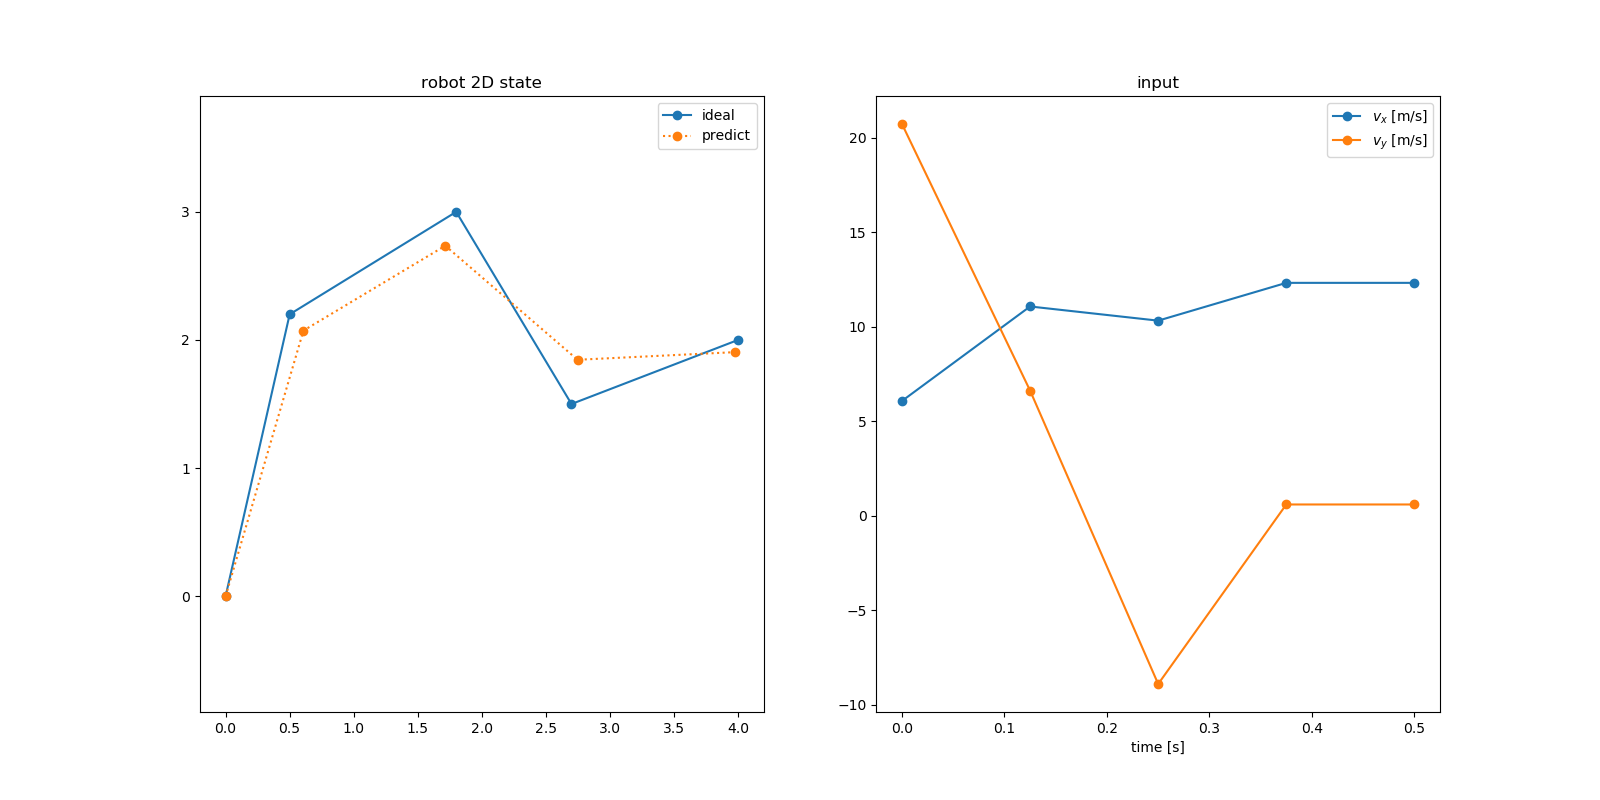 robot 2D state
ideal
predict
3
2
1
0
0.0 0.5 1.0 1.5 2.0 2.5 3.0 3.5 4.0
input
v_x [m/s]
v_y [m/s]
20
15
10
5
0
−5
−10
0.0 0.1 0.2 0.3 0.4 0.5
time [s]